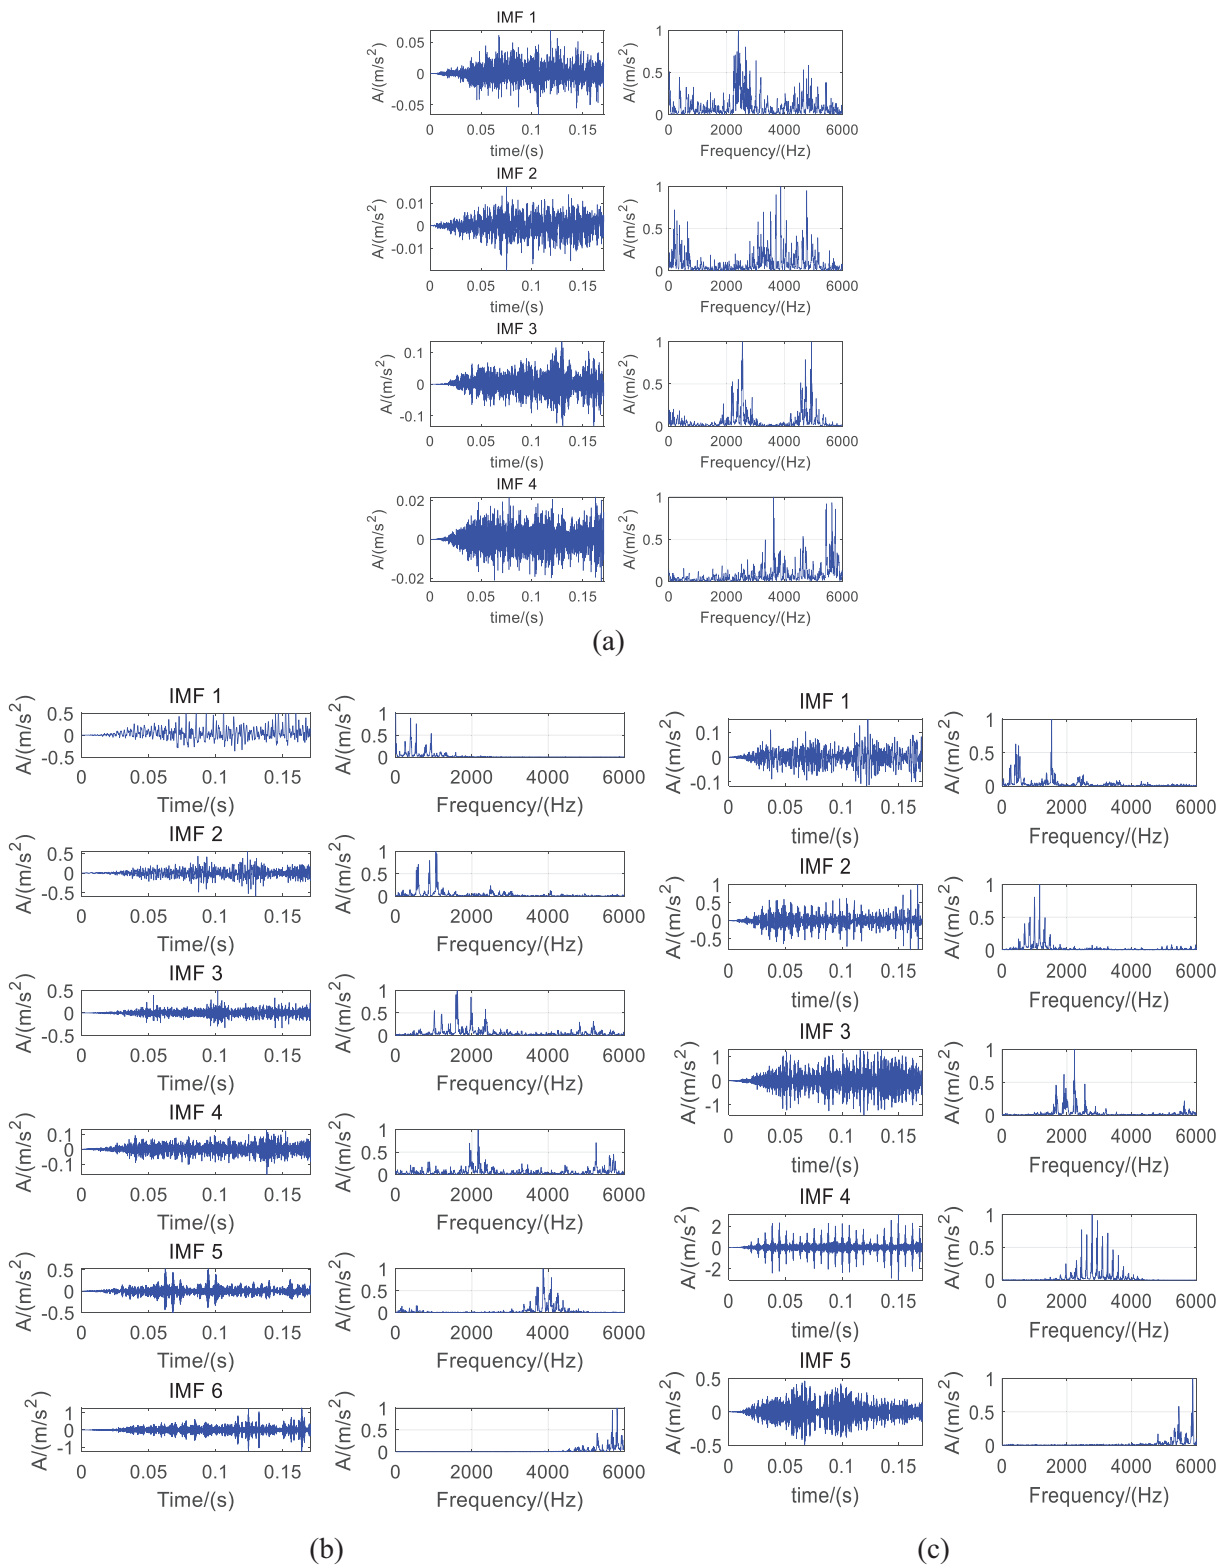 IMF 1
A/(m/s²) 0.05 0 -0.05 A/(m/s²) 1 0.5 0
0 0.05 0.1 0.15 0 2000 4000 6000
time/(s) Frequency/(Hz)
IMF 2
A/(m/s²) 0.01 0 -0.01 A/(m/s²) 1 0.5 0
0 0.05 0.1 0.15 0 2000 4000 6000
time/(s) Frequency/(Hz)
IMF 3
A/(m/s²) 0.1 0 -0.1 A/(m/s²) 1 0.5 0
0 0.05 0.1 0.15 0 2000 4000 6000
time/(s) Frequency/(Hz)
IMF 4
A/(m/s²) 0.02 0 -0.02 A/(m/s²) 1 0.5 0
0 0.05 0.1 0.15 0 2000 4000 6000
time/(s) Frequency/(Hz)
(a)
IMF 1
A/(m/s²) 0.5 0 -0.5 A/(m/s²) 1 0.5 0
0 0.05 0.1 0.15 0 2000 4000 6000
Time/(s) Frequency/(Hz)
IMF 2
A/(m/s²) 0.5 0 -0.5 A/(m/s²) 1 0.5 0
0 0.05 0.1 0.15 0 2000 4000 6000
Time/(s) Frequency/(Hz)
IMF 3
A/(m/s²) 0.5 0 -0.5 A/(m/s²) 1 0.5 0
0 0.05 0.1 0.15 0 2000 4000 6000
Time/(s) Frequency/(Hz)
IMF 4
A/(m/s²) 0.1 0 -0.1 A/(m/s²) 1 0.5 0
0 0.05 0.1 0.15 0 2000 4000 6000
Time/(s) Frequency/(Hz)
IMF 5
A/(m/s²) 0.5 0 -0.5 A/(m/s²) 1 0.5 0
0 0.05 0.1 0.15 0 2000 4000 6000
Time/(s) Frequency/(Hz)
IMF 6
A/(m/s²) 1 0 -1 A/(m/s²) 1 0.5 0
0 0.05 0.1 0.15 0 2000 4000 6000
Time/(s) Frequency/(Hz)
(b)
IMF 1
A/(m/s²) 0.1 0 -0.1 A/(m/s²) 1 0.5 0
0 0.05 0.1 0.15 0 2000 4000 6000
time/(s) Frequency/(Hz)
IMF 2
A/(m/s²) 1 0.5 0 -0.5 A/(m/s²) 1 0.5 0
0 0.05 0.1 0.15 0 2000 4000 6000
time/(s) Frequency/(Hz)
IMF 3
A/(m/s²) 1 0 -1 A/(m/s²) 1 0.5 0
0 0.05 0.1 0.15 0 2000 4000 6000
time/(s) Frequency/(Hz)
IMF 4
A/(m/s²) 2 0 -2 A/(m/s²) 1 0.5 0
0 0.05 0.1 0.15 0 2000 4000 6000
time/(s) Frequency/(Hz)
IMF 5
A/(m/s²) 0.5 0 -0.5 A/(m/s²) 1 0.5 0
0 0.05 0.1 0.15 0 2000 4000 6000
time/(s) Frequency/(Hz)
(c)